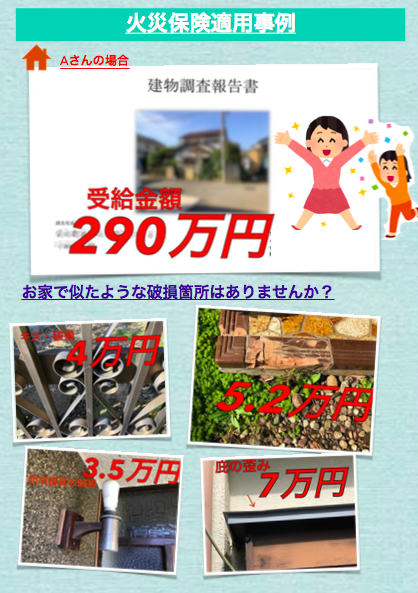 火災保険適用事例
Aさんの場合
建物調査報告書
受給金額
290万円
お家で似たような破損箇所はありませんか？
4万円
5.2万円
3.5万円
庇の歪み
7万円